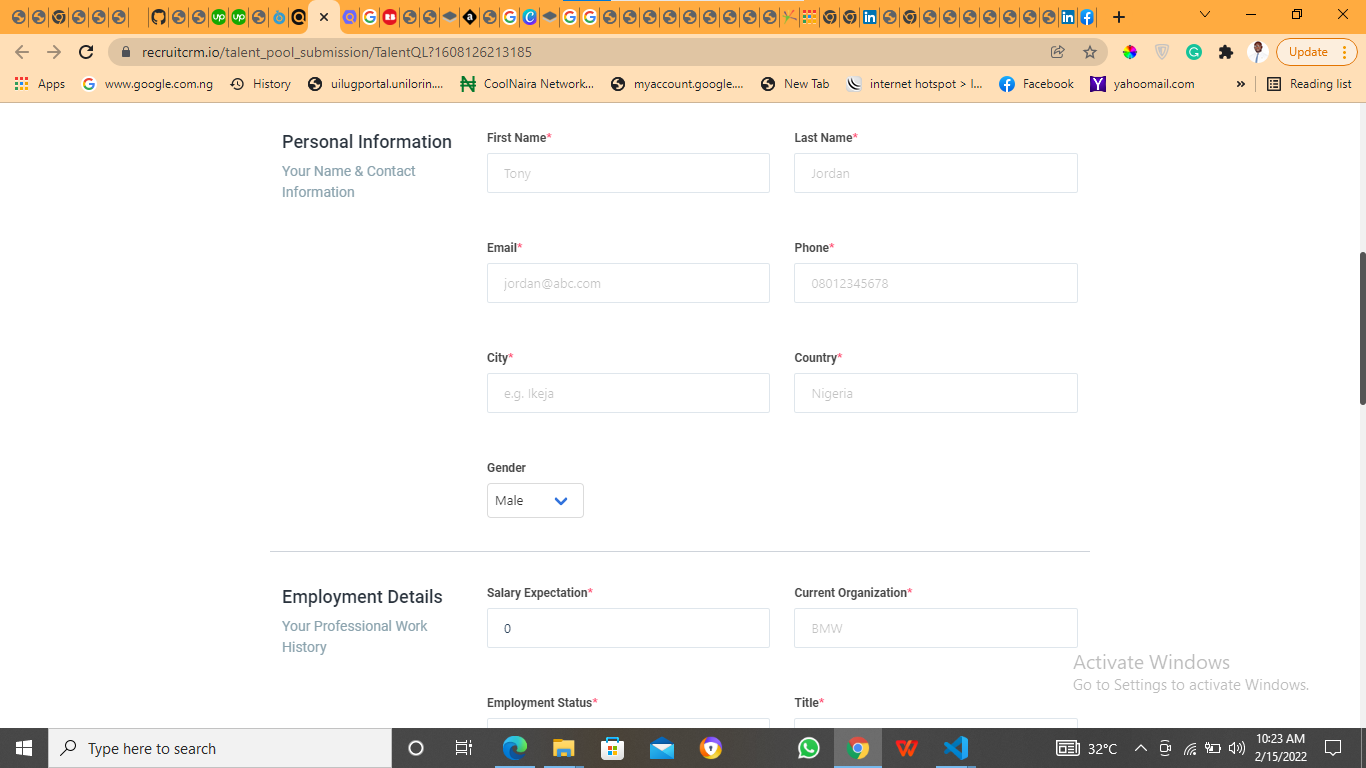 Update
recruitcrm.io/talent_pool_submission/TalentQL?1608126213185
Apps
www.google.com.ng
History
uilugportal.unilorin....
CoolNaira Network...
myaccount.google....
New Tab
internet hotspot > l...
Facebook
yahoomail.com
»
Reading list
Personal Information
Your Name & Contact
Information
First Name*
Last Name*
Tony
Jordan
Email*
Phone*
jordan@abc.com
08012345678
City*
Country*
e.g. Ikeja
Nigeria
Gender
Male
Employment Details
Your Professional Work
History
Salary Expectation*
Current Organization*
0
BMW
Employment Status*
Title*
Activate Windows
Go to Settings to activate Windows.
Type here to search
32°C
10:23 AM
2/15/2022